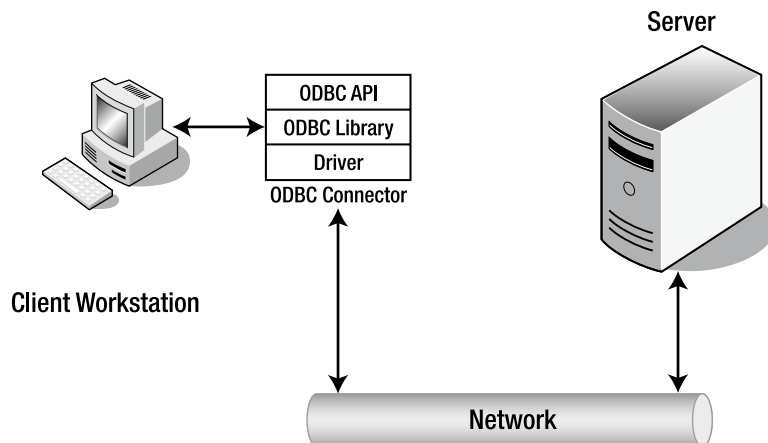 Server
ODBC API
ODBC Library
Driver
ODBC Connector
Client Workstation
Network